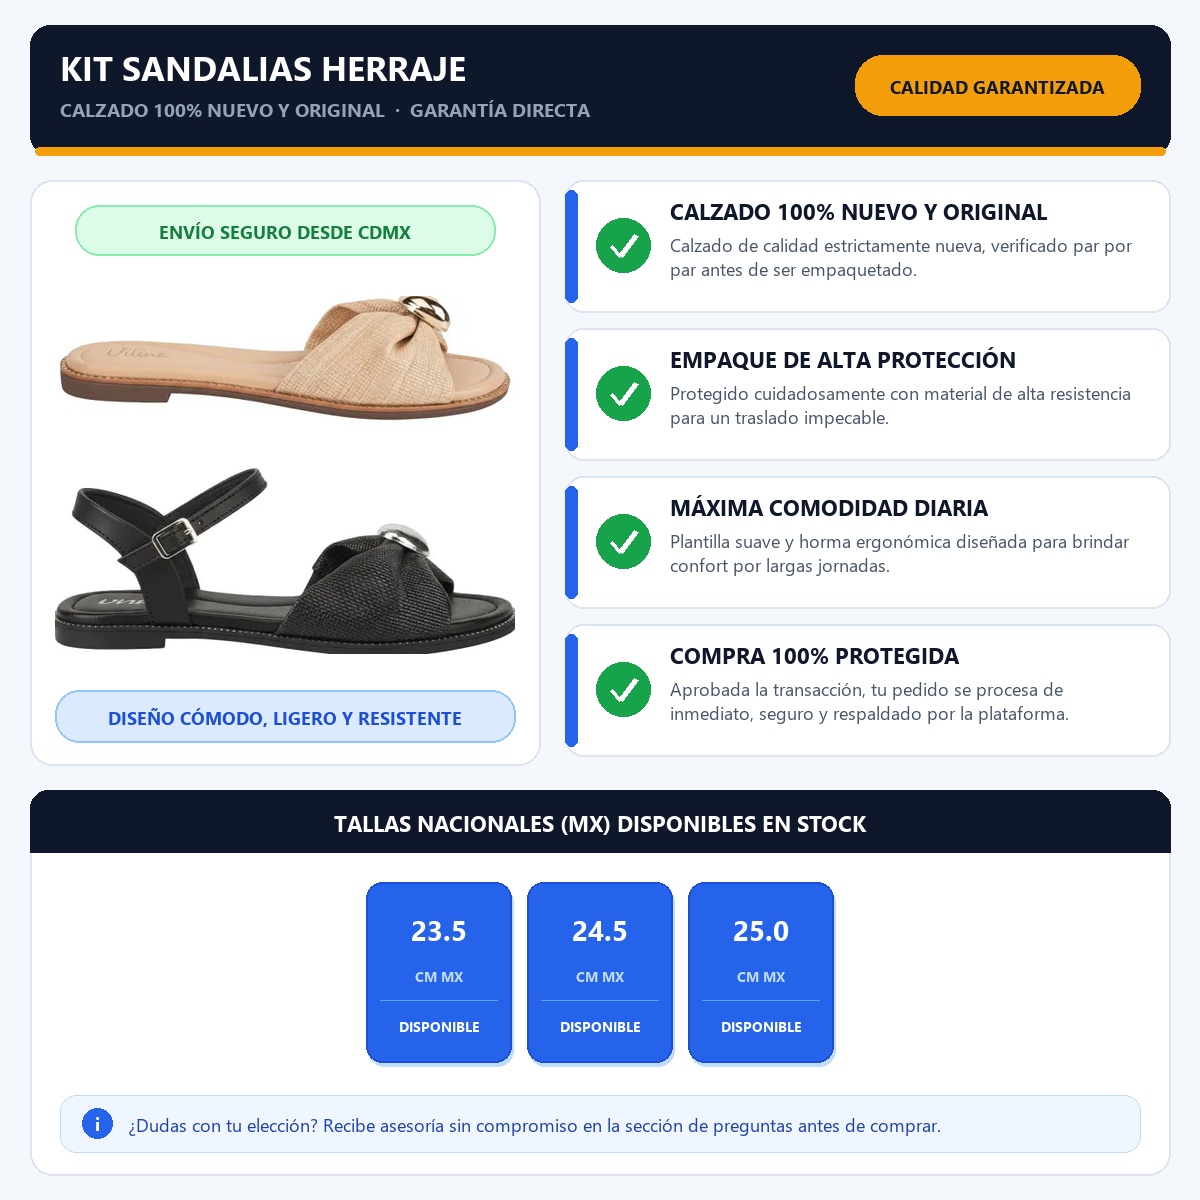 KIT SANDALIAS HERRAJE
CALZADO 100% NUEVO Y ORIGINAL · GARANTÍA DIRECTA
CALIDAD GARANTIZADA
ENVÍO SEGURO DESDE CDMX
Viline
DISEÑO CÓMODO, LIGERO Y RESISTENTE
CALZADO 100% NUEVO Y ORIGINAL
Calzado de calidad estrictamente nueva, verificado par por
par antes de ser empaquetado.
EMPAQUE DE ALTA PROTECCIÓN
Protegido cuidadosamente con material de alta resistencia
para un traslado impecable.
MÁXIMA COMODIDAD DIARIA
Plantilla suave y horma ergonómica diseñada para brindar
confort por largas jornadas.
COMPRA 100% PROTEGIDA
Aprobada la transacción, tu pedido se procesa de
inmediato, seguro y respaldado por la plataforma.
TALLAS NACIONALES (MX) DISPONIBLES EN STOCK
23.5
CM MX
DISPONIBLE
24.5
CM MX
DISPONIBLE
25.0
CM MX
DISPONIBLE
¿Dudas con tu elección? Recibe asesoría sin compromiso en la sección de preguntas antes de comprar.